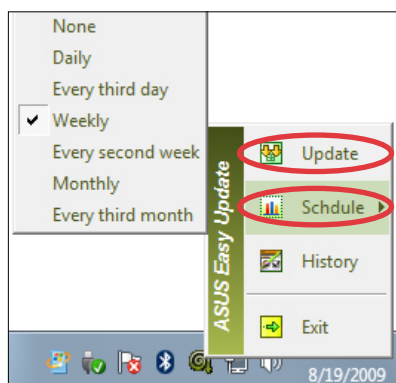 None
Daily
Every third day
Weekly
Every second week
Monthly
Every third month
ASUS Easy Update
Update
Schdule
History
Exit
8/19/2009